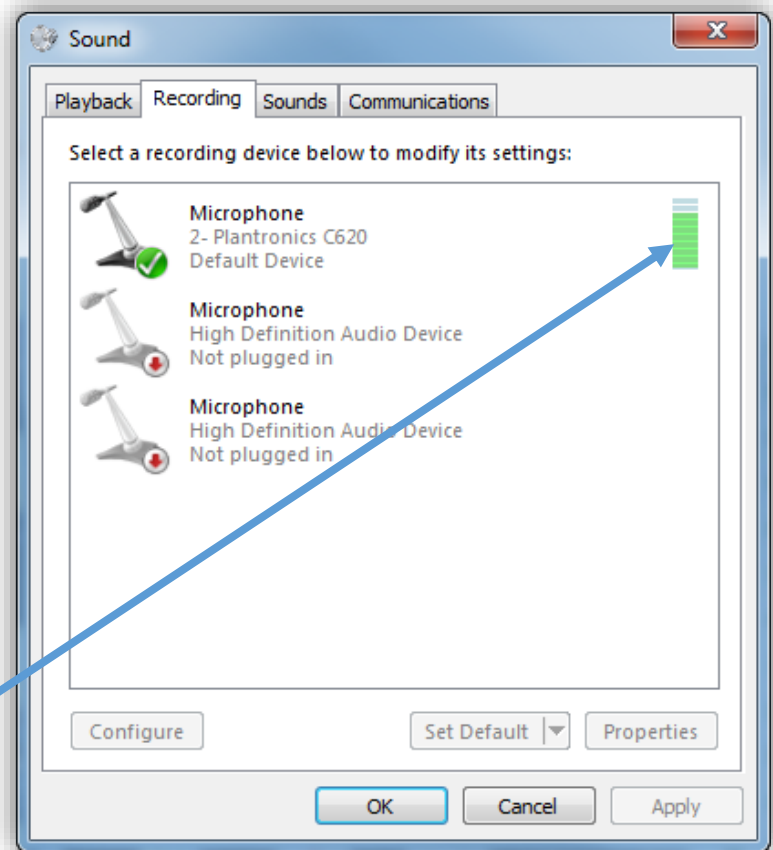 Sound
Playback Recording Sounds Communications
Select a recording device below to modify its settings:
Microphone
2- Plantronics C620
Default Device
Microphone
High Definition Audio Device
Not plugged in
Microphone
High Definition Audio Device
Not plugged in
Configure Set Default Properties
OK Cancel Apply